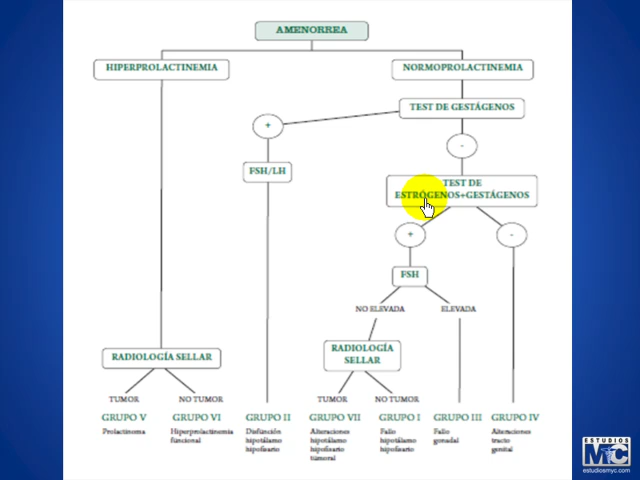 AMENORREA
HIPERPROLACTINEMIA
NORMOPROLACTINEMIA
TEST DE GESTÁGENOS
+
-
FSH/LH
TEST DE
ESTRÓGENOS+GESTÁGENOS
+
-
FSH
NO ELEVADA
ELEVADA
RADIOLOGÍA SELLAR
RADIOLOGÍA
SELLAR
TUMOR
NO TUMOR
TUMOR
NO TUMOR
GRUPO V
Prolactinoma
GRUPO VI
Hiperprolactinemia
funcional
GRUPO II
Disfunción
hipotálamo
hipofisario
GRUPO VII
Alteraciones
hipotálamo
hipofisario
tumoral
GRUPO I
Fallo
hipotálamo
hipofisario
GRUPO III
Fallo
gonadal
GRUPO IV
Alteraciones
tracto
genital
ESTUDIOS
MyC
estudiosmyc.com